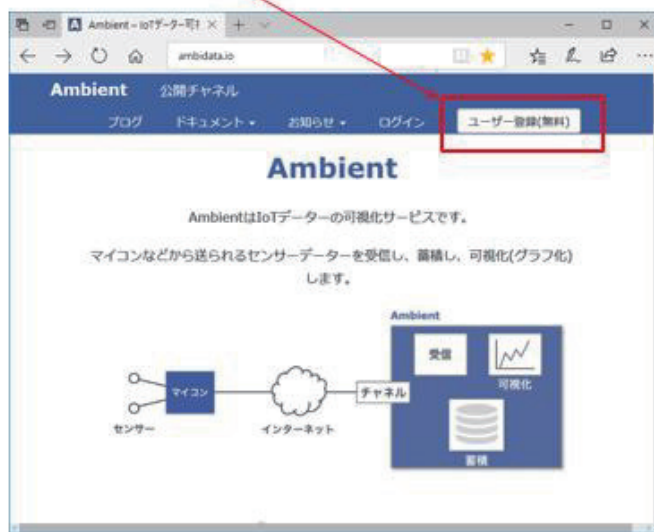 Ambient - IoTデーター可視
ambidata.io
Ambient 公開チャネル
ブログ ドキュメント お知らせ ログイン ユーザー登録(無料)
Ambient
AmbientはIoTデーターの可視化サービスです。
マイコンなどから送られるセンサーデーターを受信し、蓄積し、可視化(グラフ化)
します。
Ambient
受信
可視化
マイコン
チャネル
センサー
インターネット
蓄積